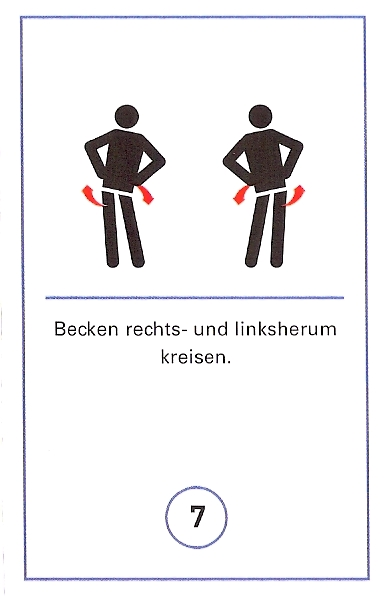 Becken rechts- und linksherum
kreisen.
7